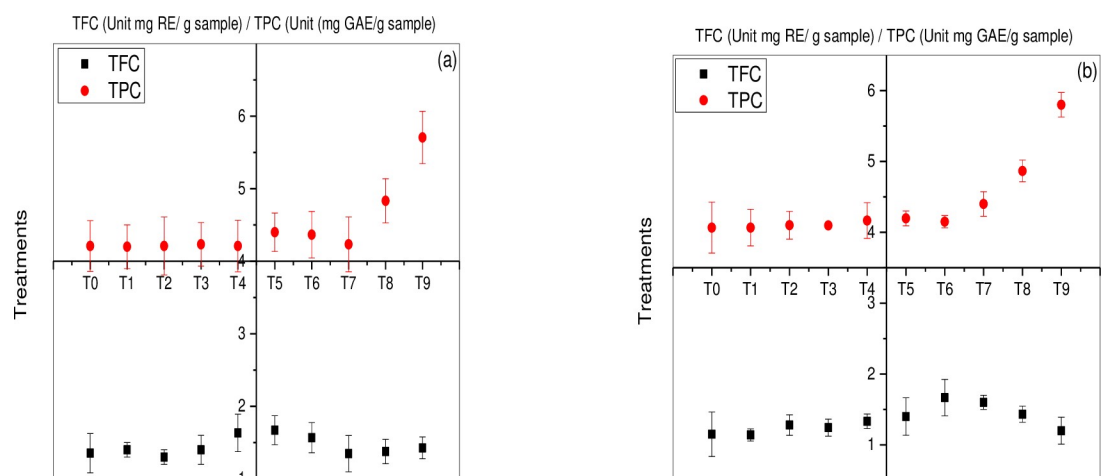 TFC (Unit mg RE/ g sample) / TPC (Unit (mg GAE/g sample)
(a)
TFC
TPC
6
5
4
T0 T1 T2 T3 T4 T5 T6 T7 T8 T9
3
2
1
Treatments
TFC (Unit mg RE/ g sample) / TPC (Unit mg GAE/g sample)
(b)
TFC
TPC
6
5
4
T0 T1 T2 T3 T4 T5 T6 T7 T8 T9
3
2
1
Treatments